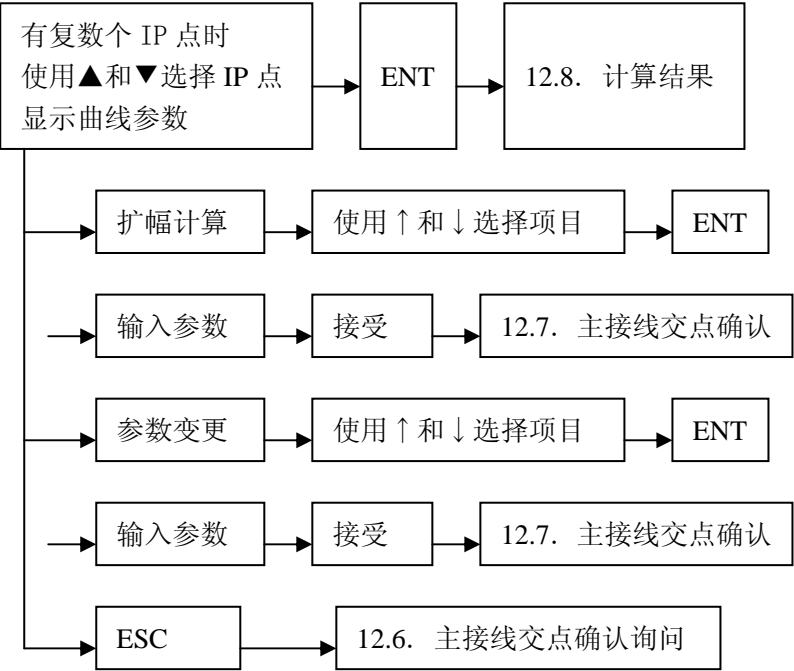 有复数个 IP 点时
使用▲和▼选择 IP 点
显示曲线参数
ENT
12.8. 计算结果
扩幅计算
使用↑和↓选择项目
ENT
输入参数
接受
12.7. 主接线交点确认
参数变更
使用↑和↓选择项目
ENT
输入参数
接受
12.7. 主接线交点确认
ESC
12.6. 主接线交点确认询问